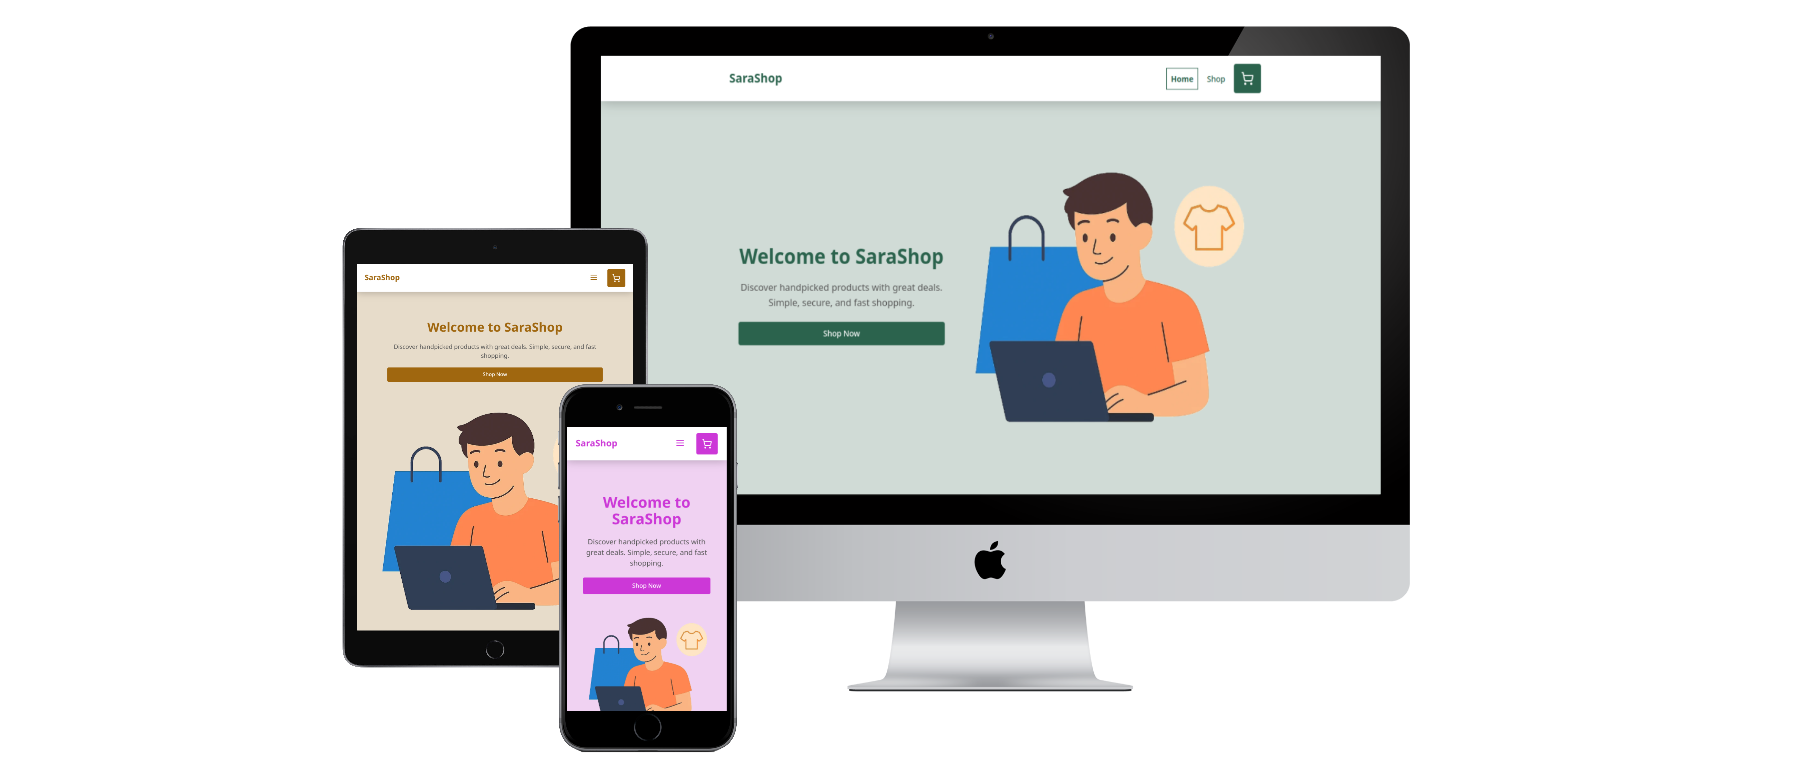 SaraShop
Home
Shop
Welcome to SaraShop
Discover handpicked products with great deals.
Simple, secure, and fast shopping.
Shop Now
SaraShop
Welcome to SaraShop
Discover handpicked products with great deals. Simple, secure, and fast
shopping.
Shop Now
SaraShop
Welcome to
SaraShop
Discover handpicked products with
great deals. Simple, secure, and fast
shopping.
Shop Now